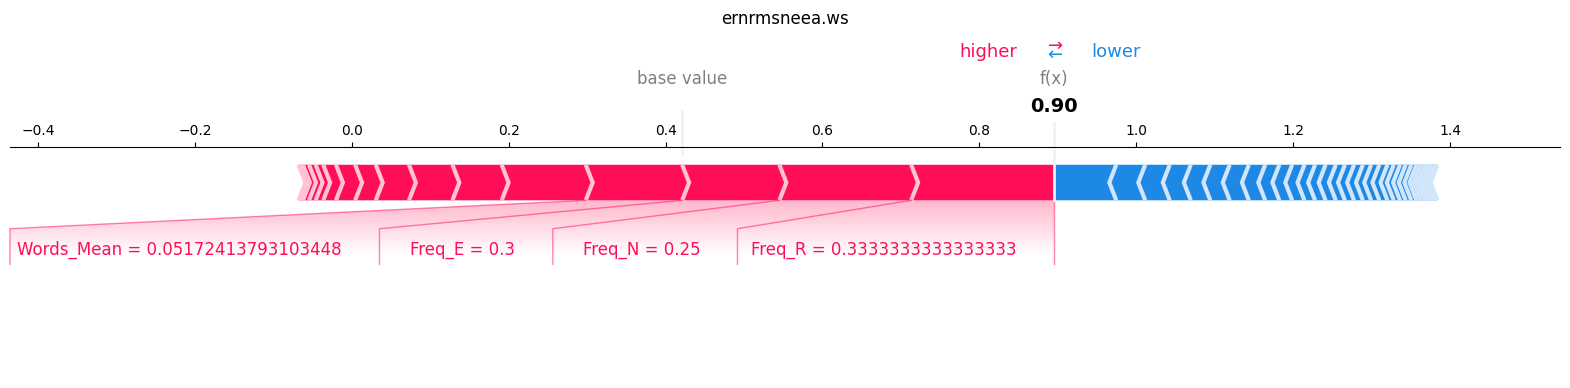 ernrmsneea.ws
higher ⇄ lower
base value f(x)
0.90
−0.4 −0.2 0.0 0.2 0.4 0.6 0.8 1.0 1.2 1.4
Words_Mean = 0.05172413793103448 Freq_E = 0.3 Freq_N = 0.25 Freq_R = 0.3333333333333333